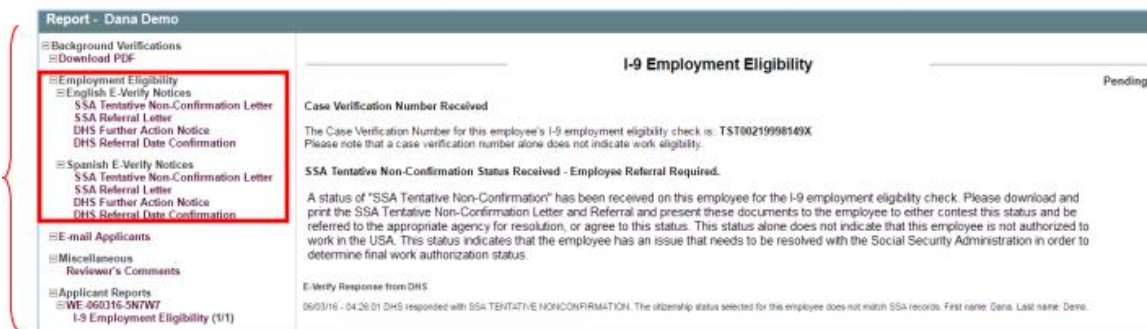 Report - Dana Demo
Background Verifications
Download PDF
Employment Eligibility
English E-Verify Notices
SSA Tentative Non-Confirmation Letter
SSA Referral Letter
DHS Further Action Notice
DHS Referral Date Confirmation
Spanish E-Verify Notices
SSA Tentative Non-Confirmation Letter
SSA Referral Letter
DHS Further Action Notice
DHS Referral Date Confirmation
E-mail Applicants
Miscellaneous
Reviewer's Comments
Applicant Reports
WE-060316-5N7W7
I-9 Employment Eligibility (1/1)
I-9 Employment Eligibility
Pending
Case Verification Number Received
The Case Verification Number for this employee's I-9 employment eligibility check is: TST00219998149X
Please note that a case verification number alone does not indicate work eligibility.
SSA Tentative Non-Confirmation Status Received - Employee Referral Required.
A status of "SSA Tentative Non-Confirmation" has been received on this employee for the I-9 employment eligibility check. Please download and
print the SSA Tentative Non-Confirmation Letter and Referral and present these documents to the employee to either contest this status and be
referred to the appropriate agency for resolution, or agree to this status. This status alone does not indicate that this employee is not authorized to
work in the USA. This status indicates that the employee has an issue that needs to be resolved with the Social Security Administration in order to
determine final work authorization status.
E-Verify Response from DHS
06/03/16 - 04:26:01 DHS responded with SSA TENTATIVE NONCONFIRMATION. The citizenship status selected for this employee does not match SSA records. First name: Dana. Last name: Demo.